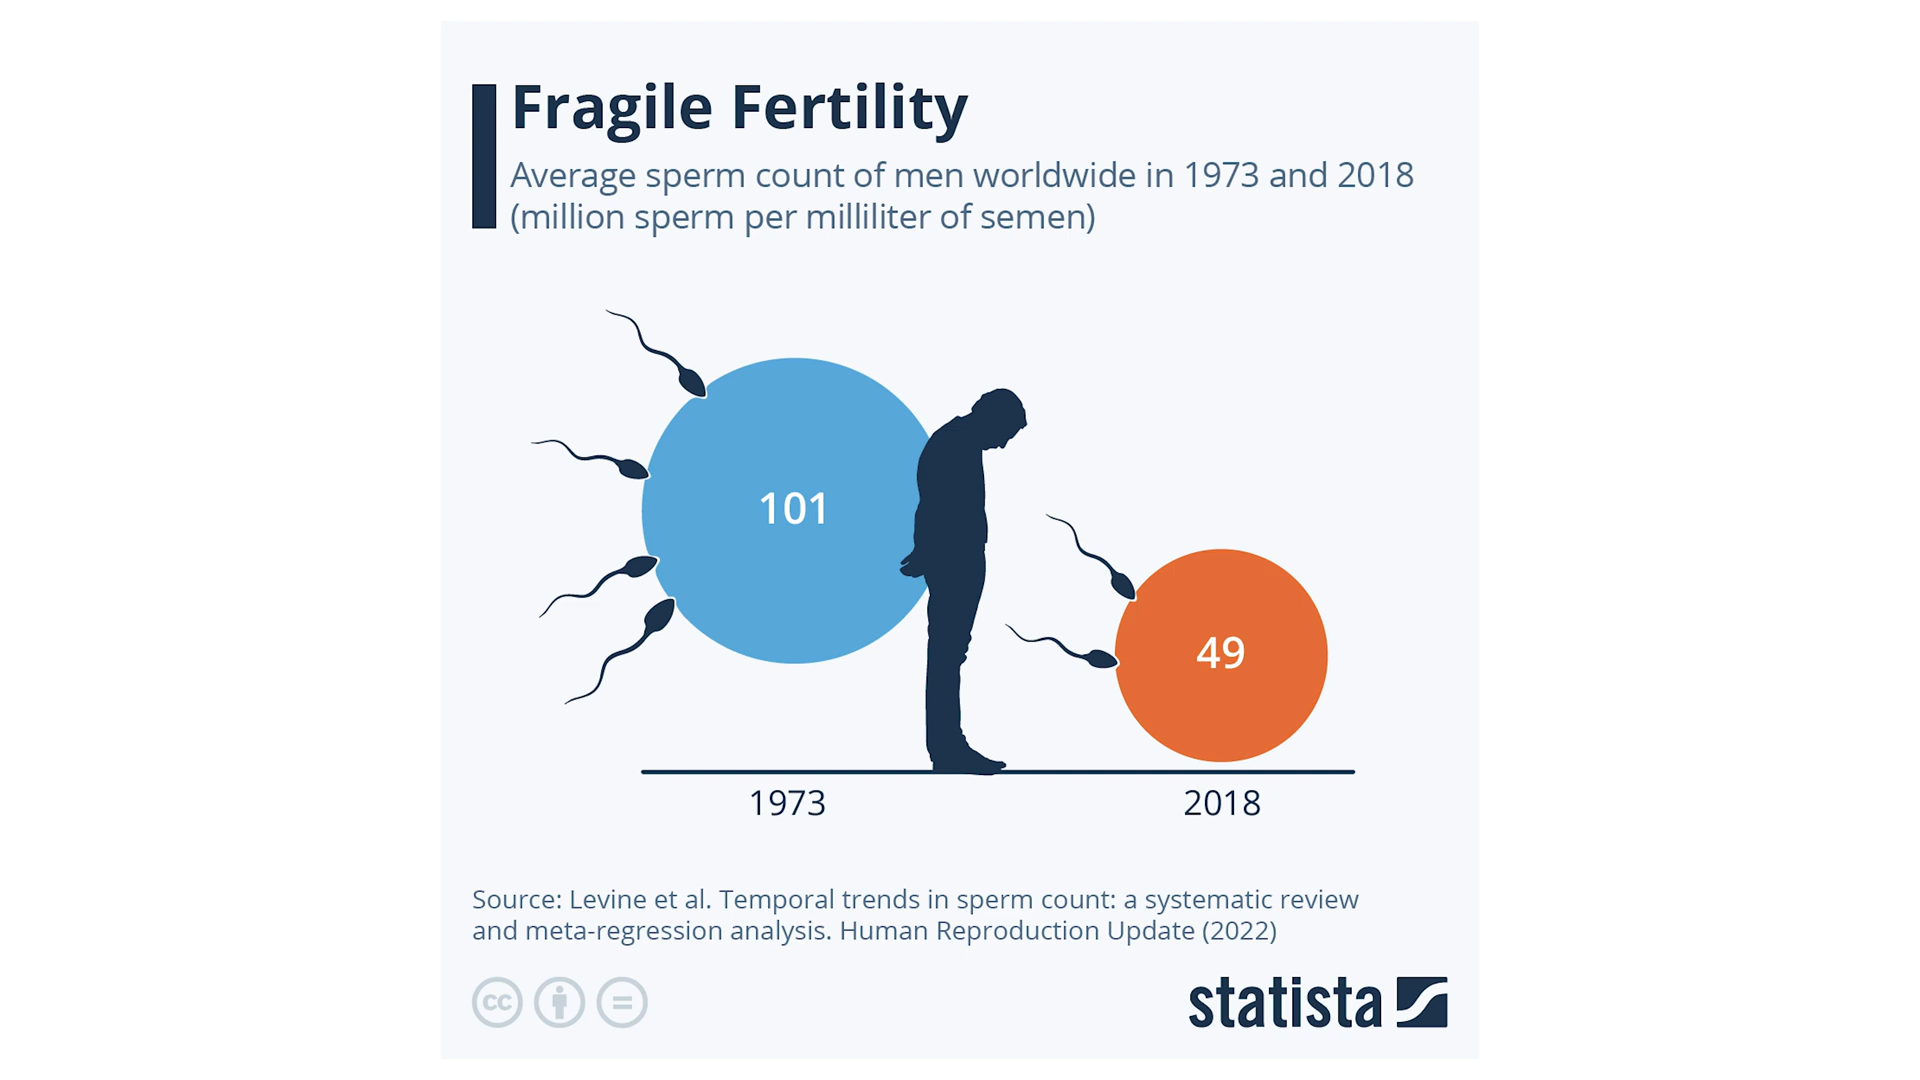 Fragile Fertility
Average sperm count of men worldwide in 1973 and 2018
(million sperm per milliliter of semen)
101
49
1973
2018
Source: Levine et al. Temporal trends in sperm count: a systematic review
and meta-regression analysis. Human Reproduction Update (2022)
cc
=
statista